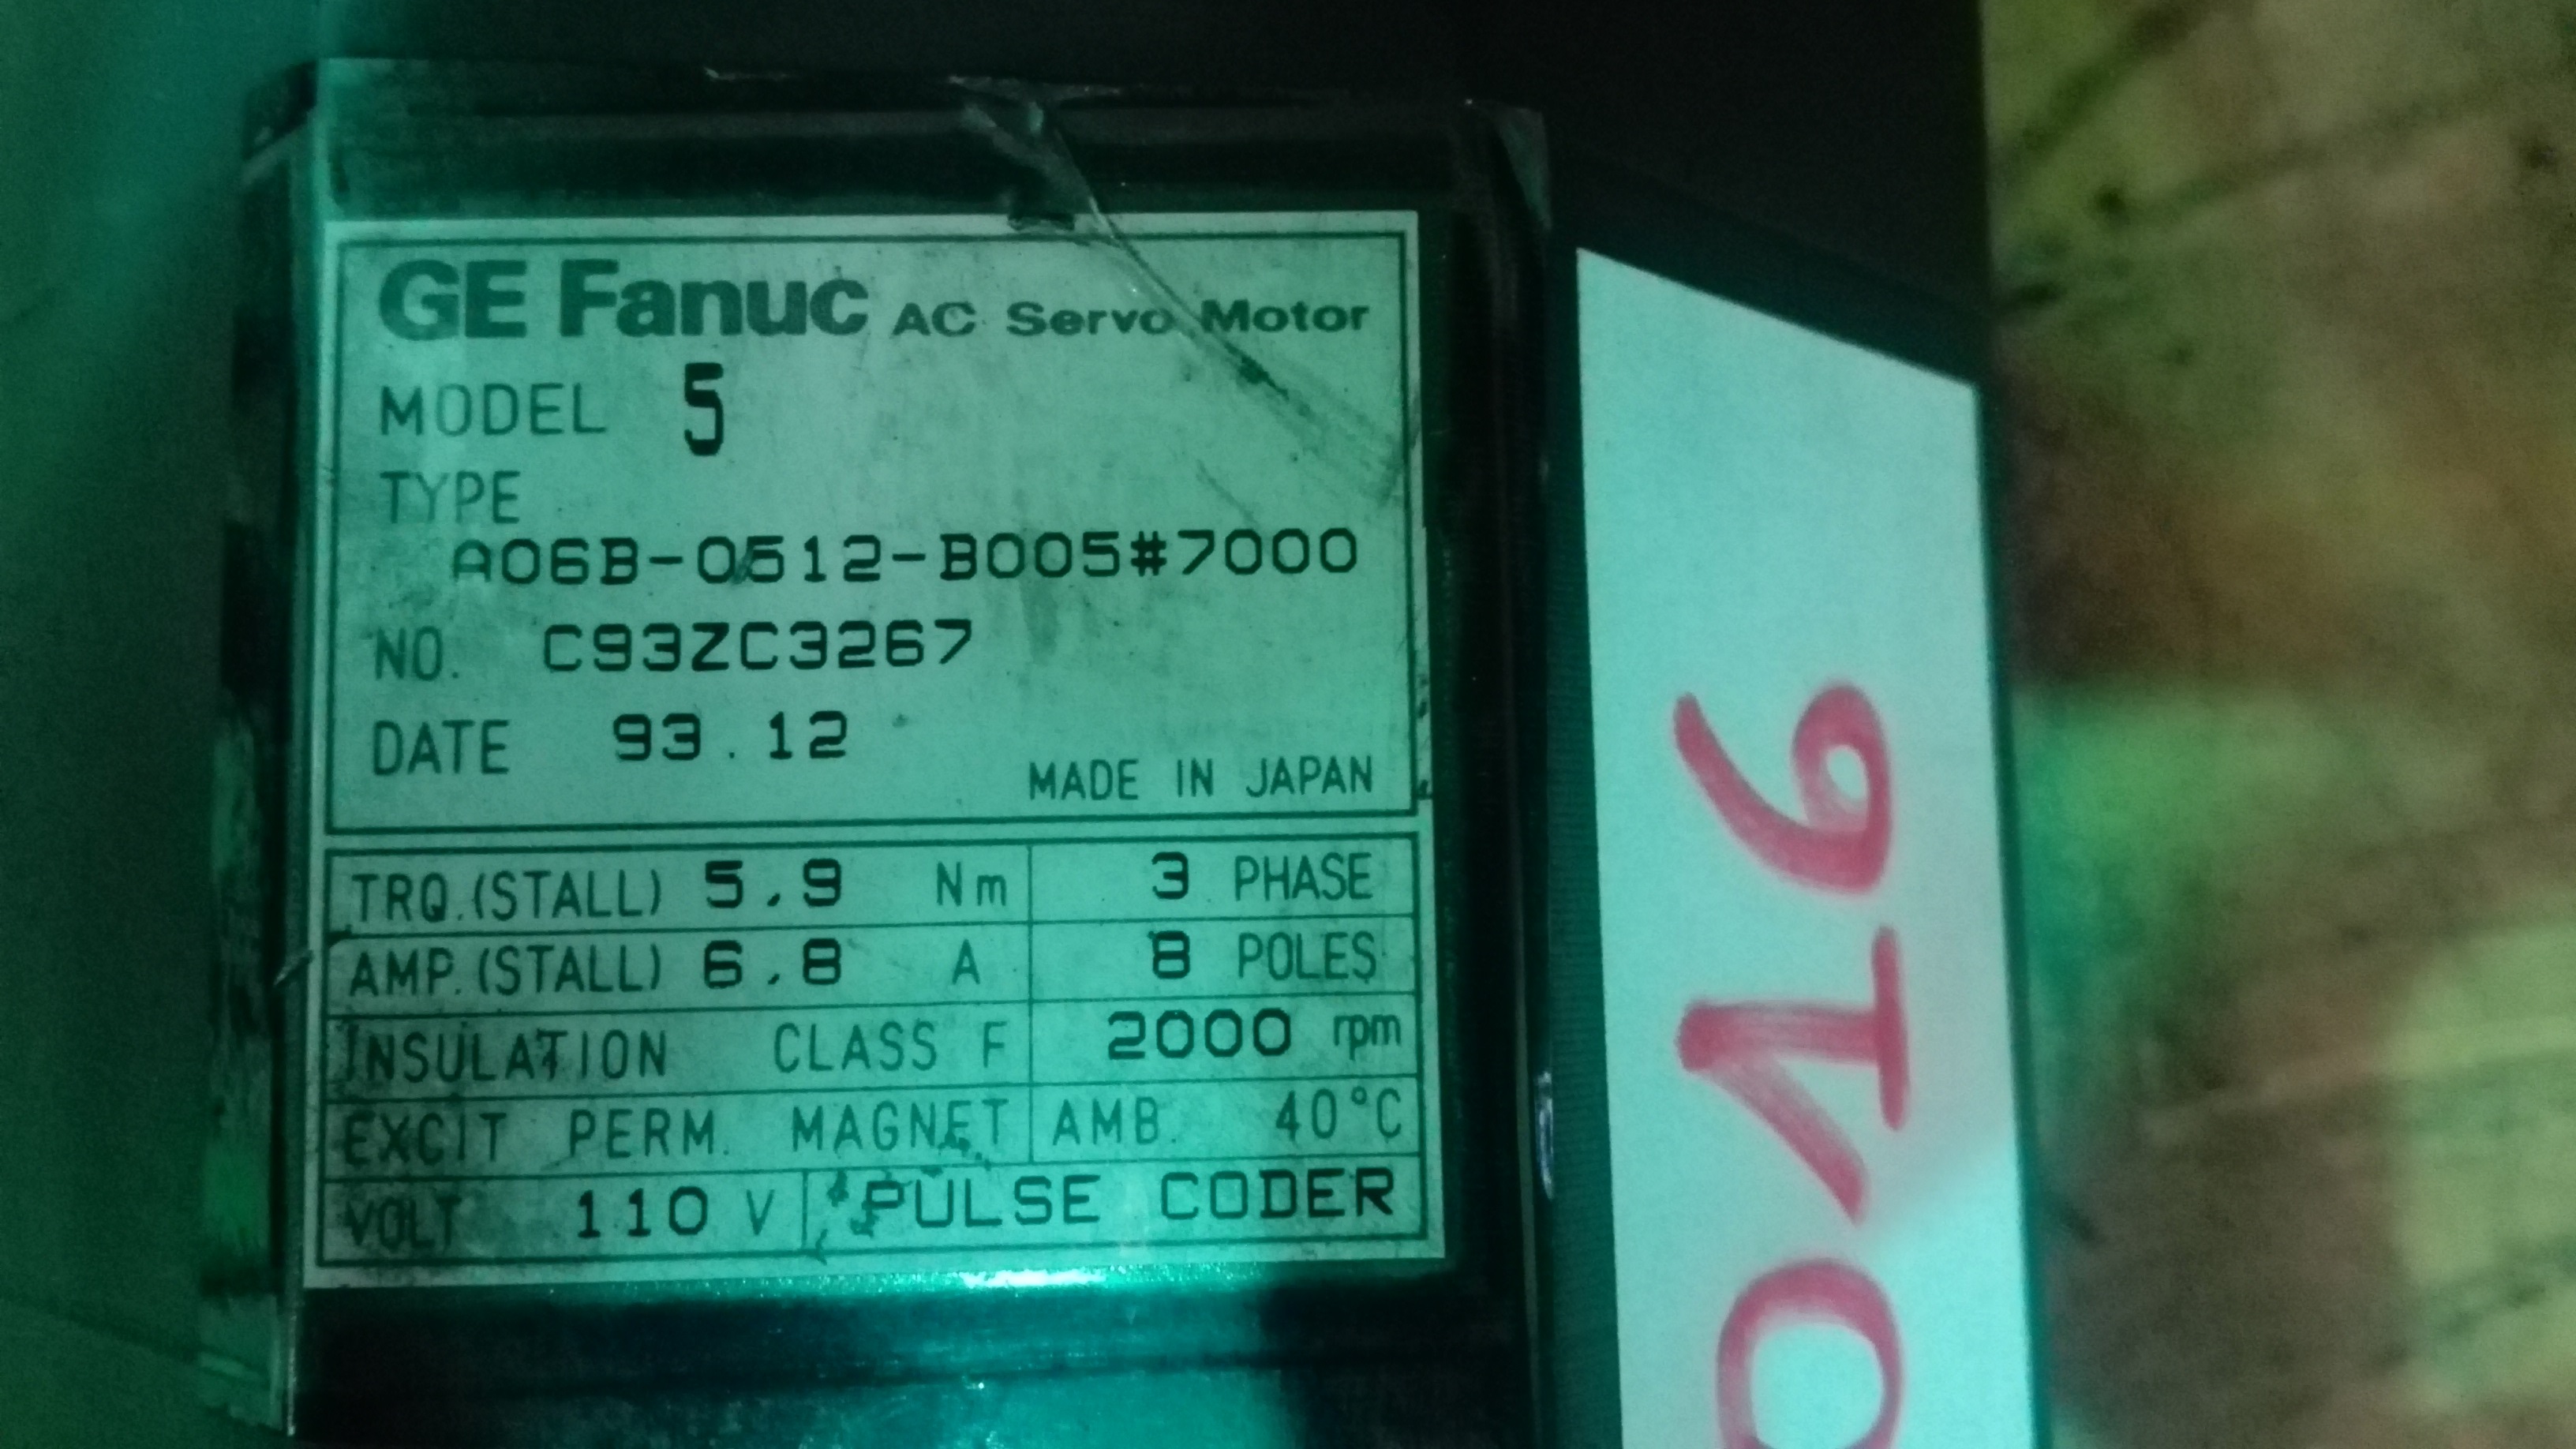 GE Fanuc AC Servo Motor
MODEL 5
TYPE
A06B-0512-B005#7000
NO. C93ZC3267
DATE 93.12
MADE IN JAPAN
TRQ.(STALL) 5.9 Nm 3 PHASE
AMP.(STALL) 6.8 A 8 POLES
INSULATION CLASS F 2000 rpm
EXCIT PERM. MAGNET AMB. 40°C
VOLT 110 V PULSE CODER
016